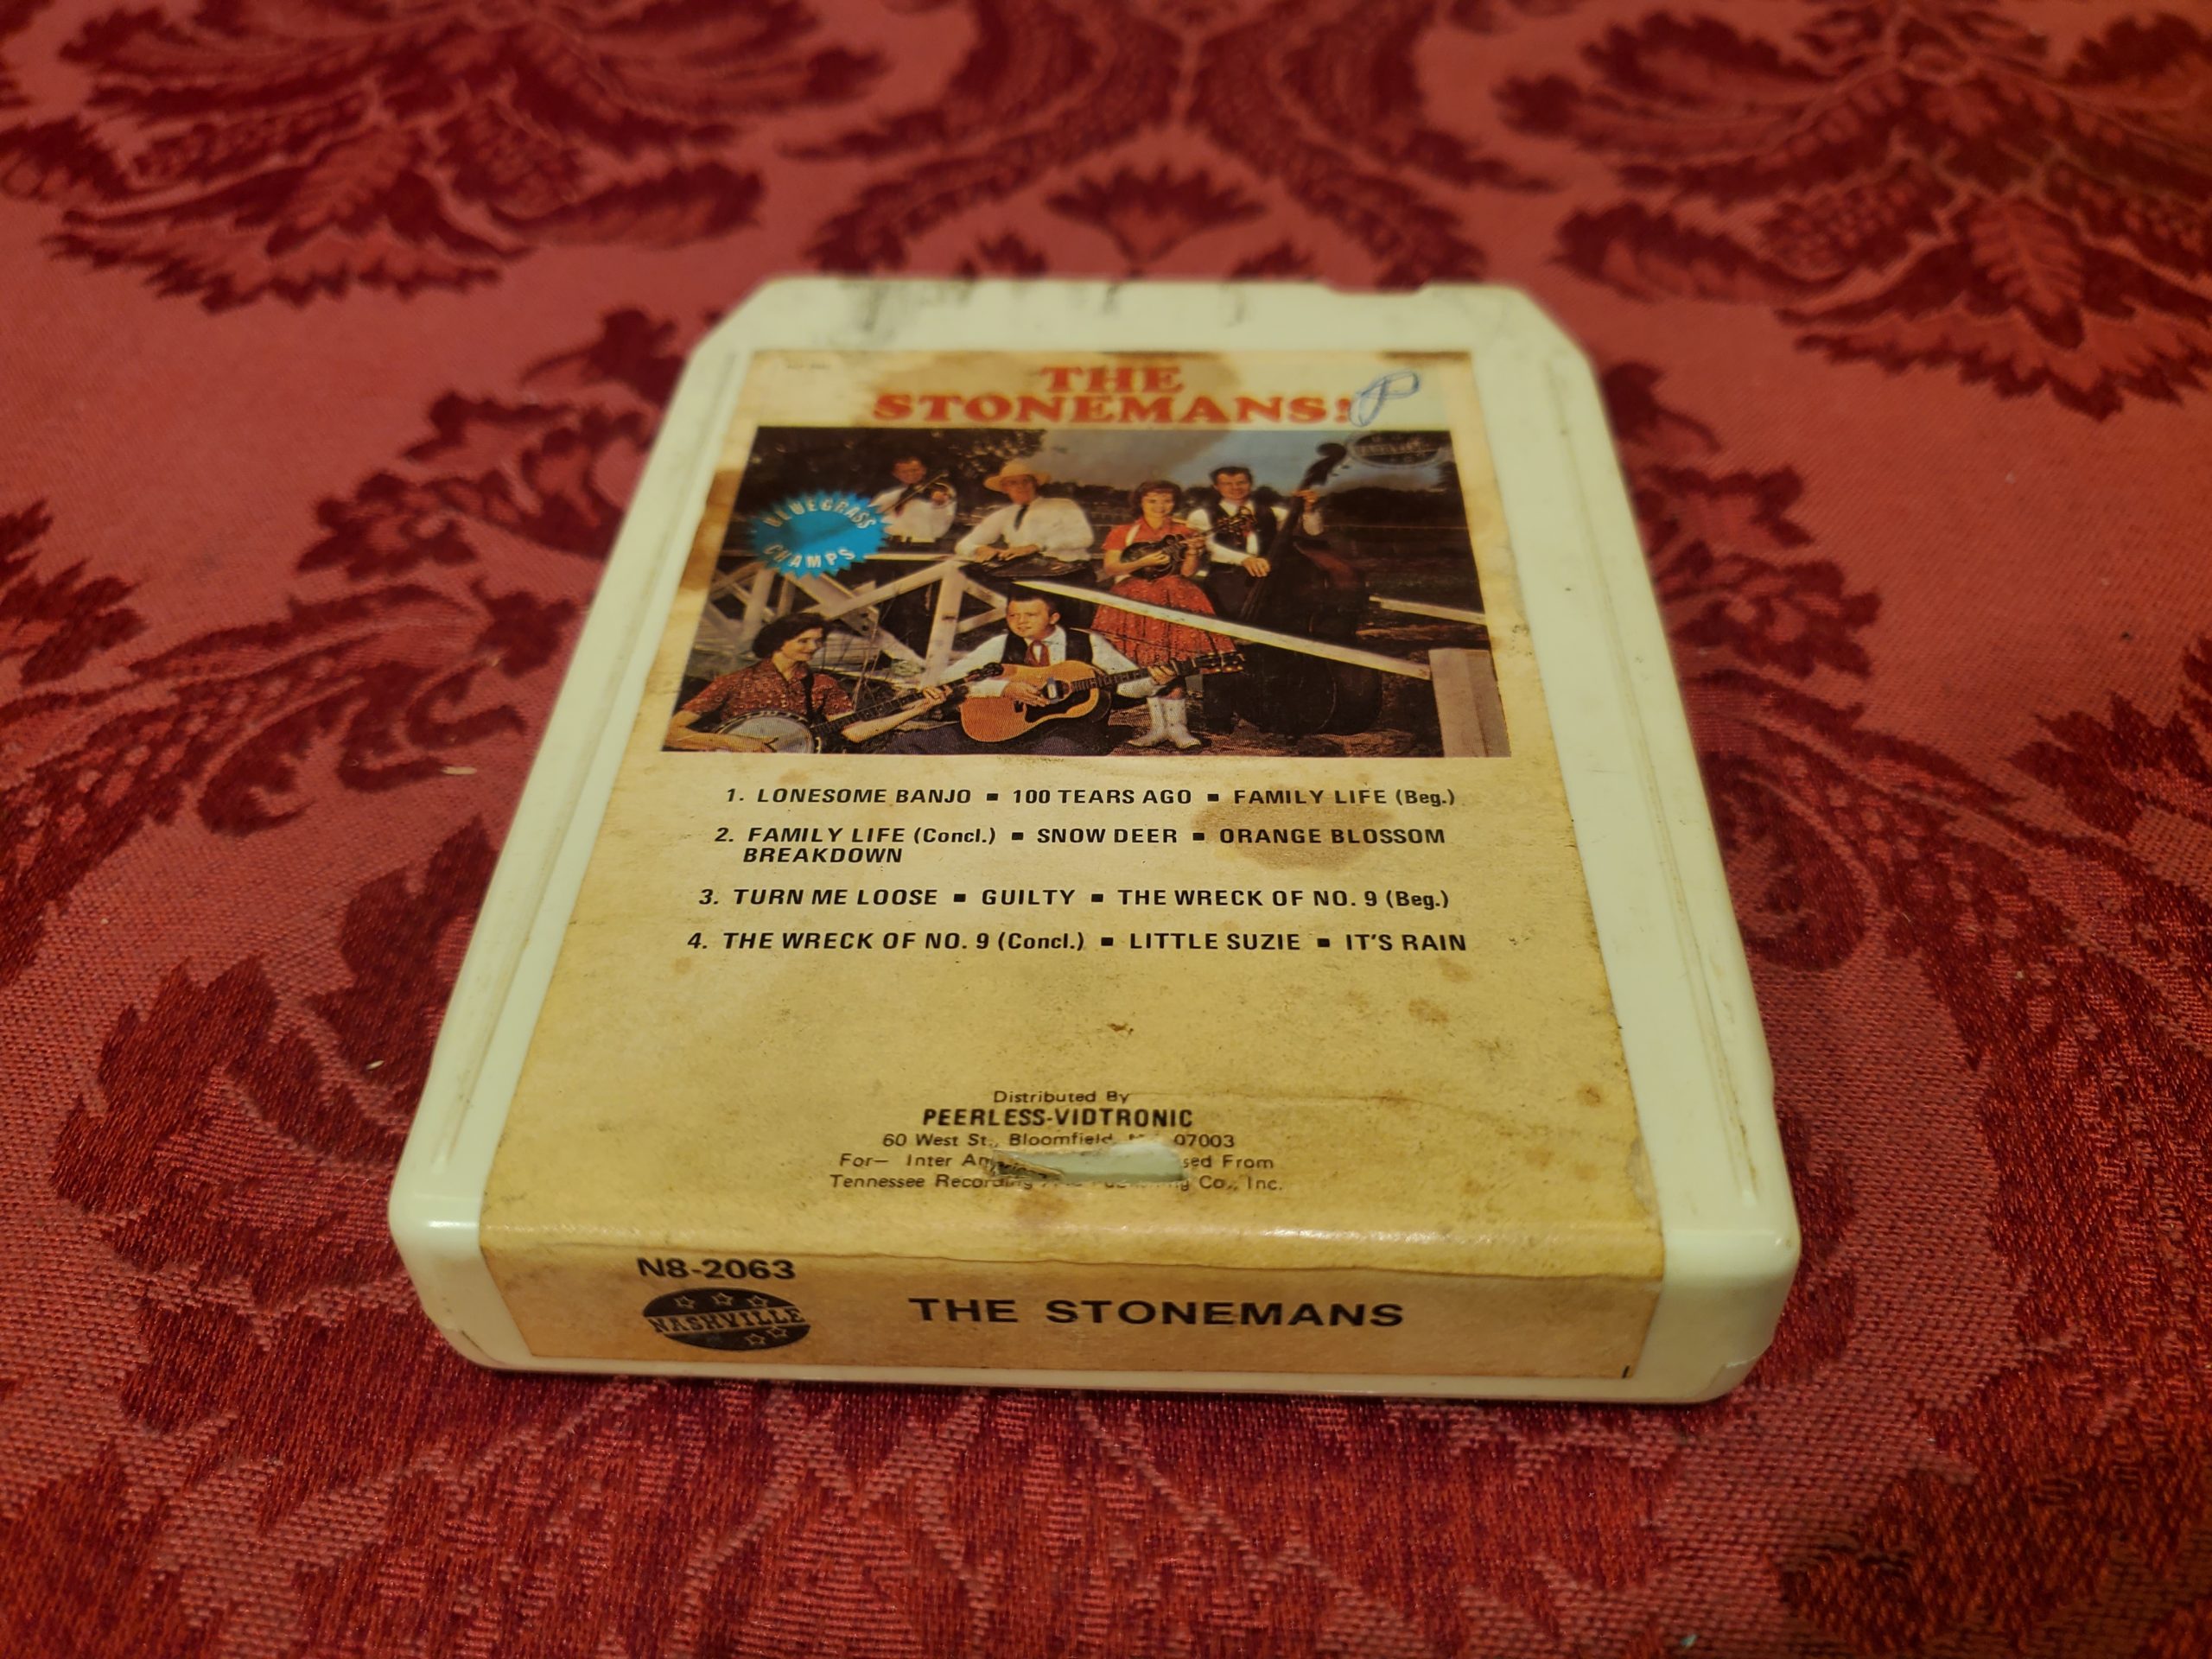 THE
STONEMANS!
BLUEGRASS
CHAMPS
1. LONESOME BANJO ▪ 100 TEARS AGO ▪ FAMILY LIFE (Beg.)
2. FAMILY LIFE (Concl.) ▪ SNOW DEER ▪ ORANGE BLOSSOM
BREAKDOWN
3. TURN ME LOOSE ▪ GUILTY ▪ THE WRECK OF NO. 9 (Beg.)
4. THE WRECK OF NO. 9 (Concl.) ▪ LITTLE SUZIE ▪ IT'S RAIN
Distributed By
PEERLESS-VIDTRONIC
60 West St., Bloomfield, 07003
For— Inter From
Tennessee Recording Co., Inc.
N8-2063
NASHVILLE
THE STONEMANS